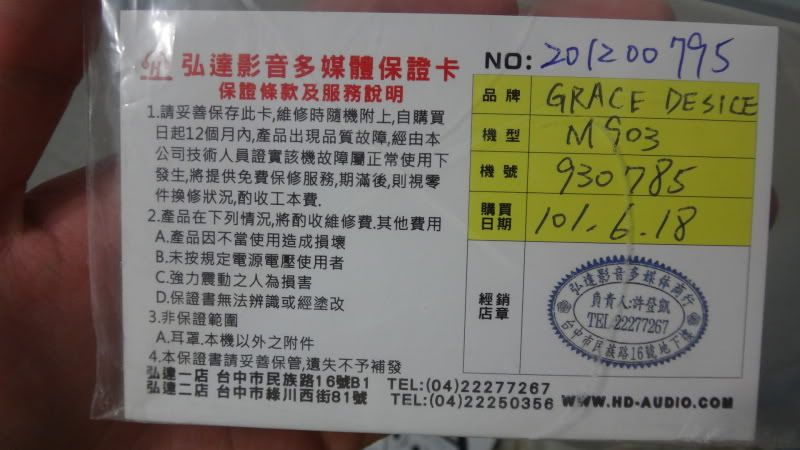 弘達影音多媒體保證卡
保證條款及服務說明
1.請妥善保存此卡,維修時隨機附上,自購買
日起12個月內,產品出現品質故障,經由本
公司技術人員證實該機故障屬正常使用下
發生,將提供免費保修服務,期滿後,則視零
件換修狀況,酌收工本費.
2.產品在下列情況,將酌收維修費.其他費用
A.產品因不當使用造成損壞
B.未按規定電源電壓使用者
C.強力震動之人為損害
D.保證書無法辨識或經塗改
3.非保證範圍
A.耳罩.本機以外之附件
4.本保證書請妥善保管,遺失不予補發
弘達一店 台中市民族路16號B1 TEL:(04)22277267
弘達二店 台中市綠川西街81號 TEL:(04)22250356 WWW.HD-AUDIO.COM
NO: 201200795
品牌 GRACE DESICE
機型 M903
機號 930785
購買日期 101.6.18
經銷店章
弘達影音多媒体商行
負責人:許登凱
TEL 22277267
台中市民族路16號地下樓